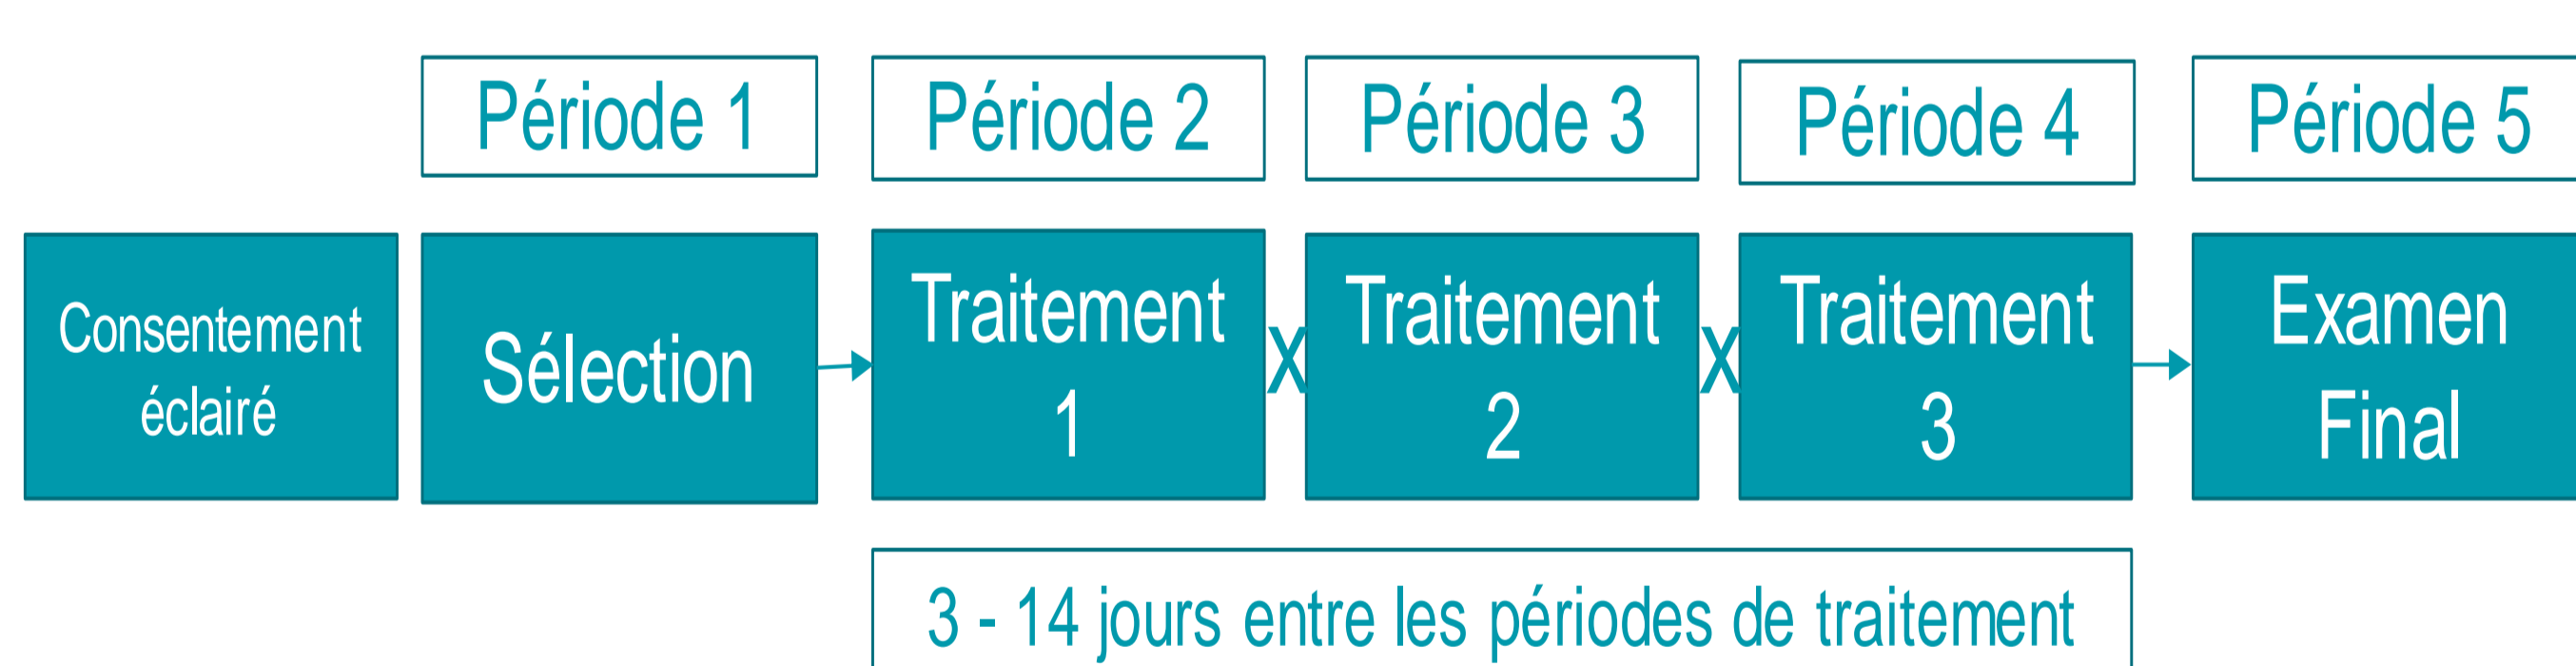 Période 1
Période 2
Période 3
Période 4
Période 5
Consentement
éclairé
Sélection
Traitement
1
X
Traitement
2
X
Traitement
3
Examen
Final
3 - 14 jours entre les périodes de traitement